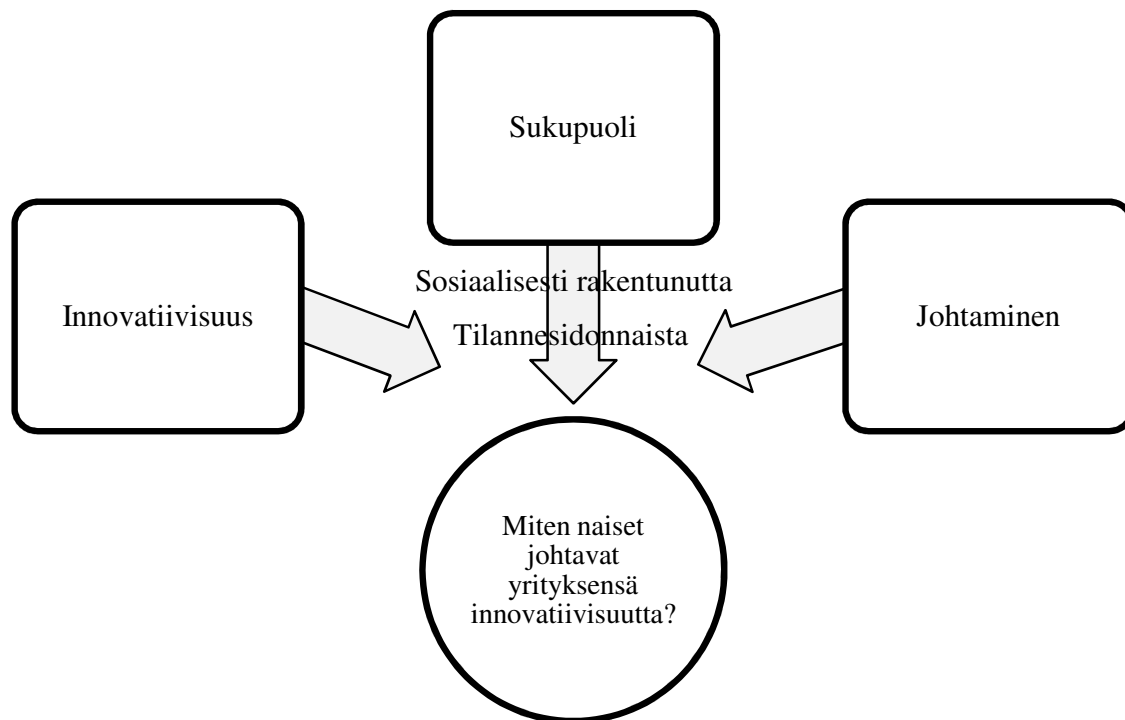 Sukupuoli
Innovatiivisuus
Sosiaalisesti rakentunutta
Tilannesidonnaista
Johtaminen
Miten naiset
johtavat
yrityksensä
innovatiivisuutta?